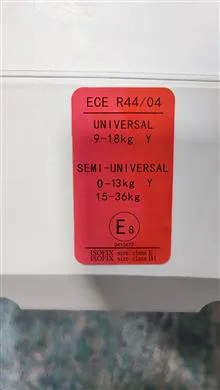 ECE R44/04
UNIVERSAL
9-18kg Y
SEMI-UNIVERSAL
0-13kg Y
15-36kg
E8
ISOFIX size class E
ISOFIX size class B1